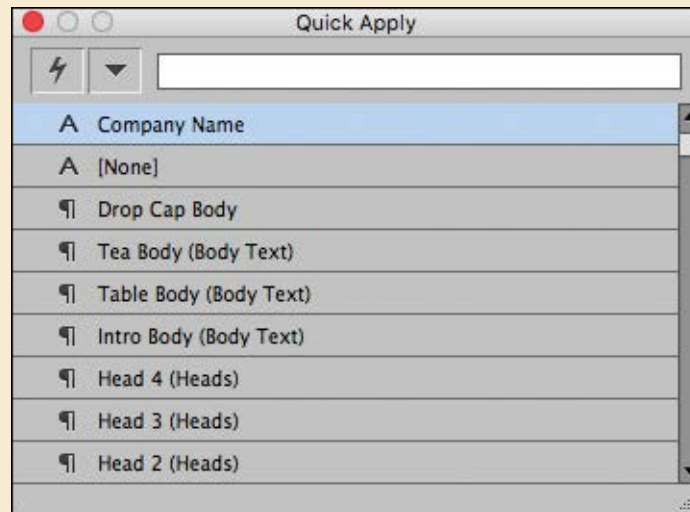 Quick Apply
A Company Name
A [None]
¶ Drop Cap Body
¶ Tea Body (Body Text)
¶ Table Body (Body Text)
¶ Intro Body (Body Text)
¶ Head 4 (Heads)
¶ Head 3 (Heads)
¶ Head 2 (Heads)